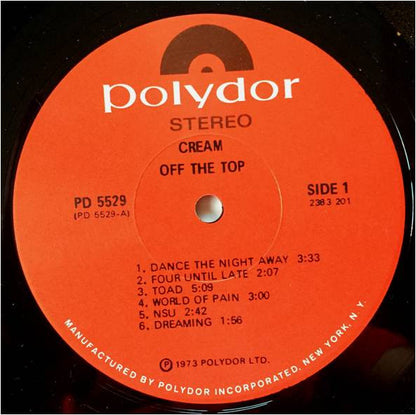 polydor
STEREO
CREAM
OFF THE TOP
PD 5529
(PD 5529-A)
SIDE 1
2383 201
1. DANCE THE NIGHT AWAY 3:33
2. FOUR UNTIL LATE 2:07
3. TOAD 5:09
4. WORLD OF PAIN 3:00
5. NSU 2:42
6. DREAMING 1:56
Ⓟ 1973 POLYDOR LTD.
MANUFACTURED BY POLYDOR INCORPORATED, NEW YORK, N. Y.